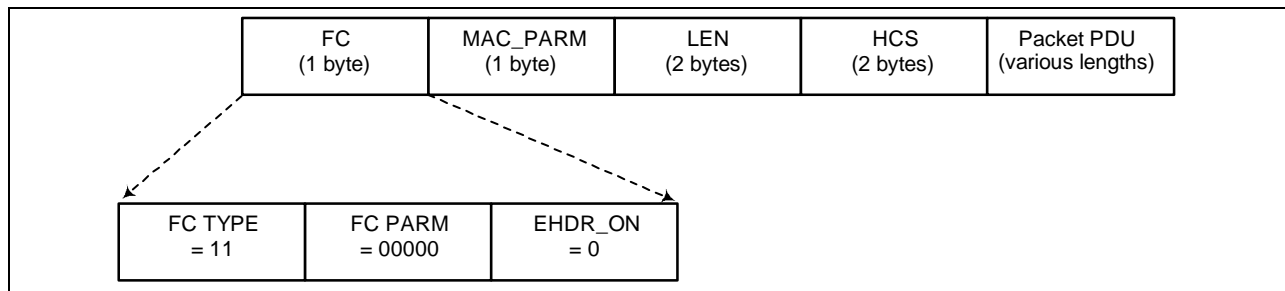 FC
(1 byte)
MAC_PARM
(1 byte)
LEN
(2 bytes)
HCS
(2 bytes)
Packet PDU
(various lengths)
FC TYPE
= 11
FC PARM
= 00000
EHDR_ON
= 0